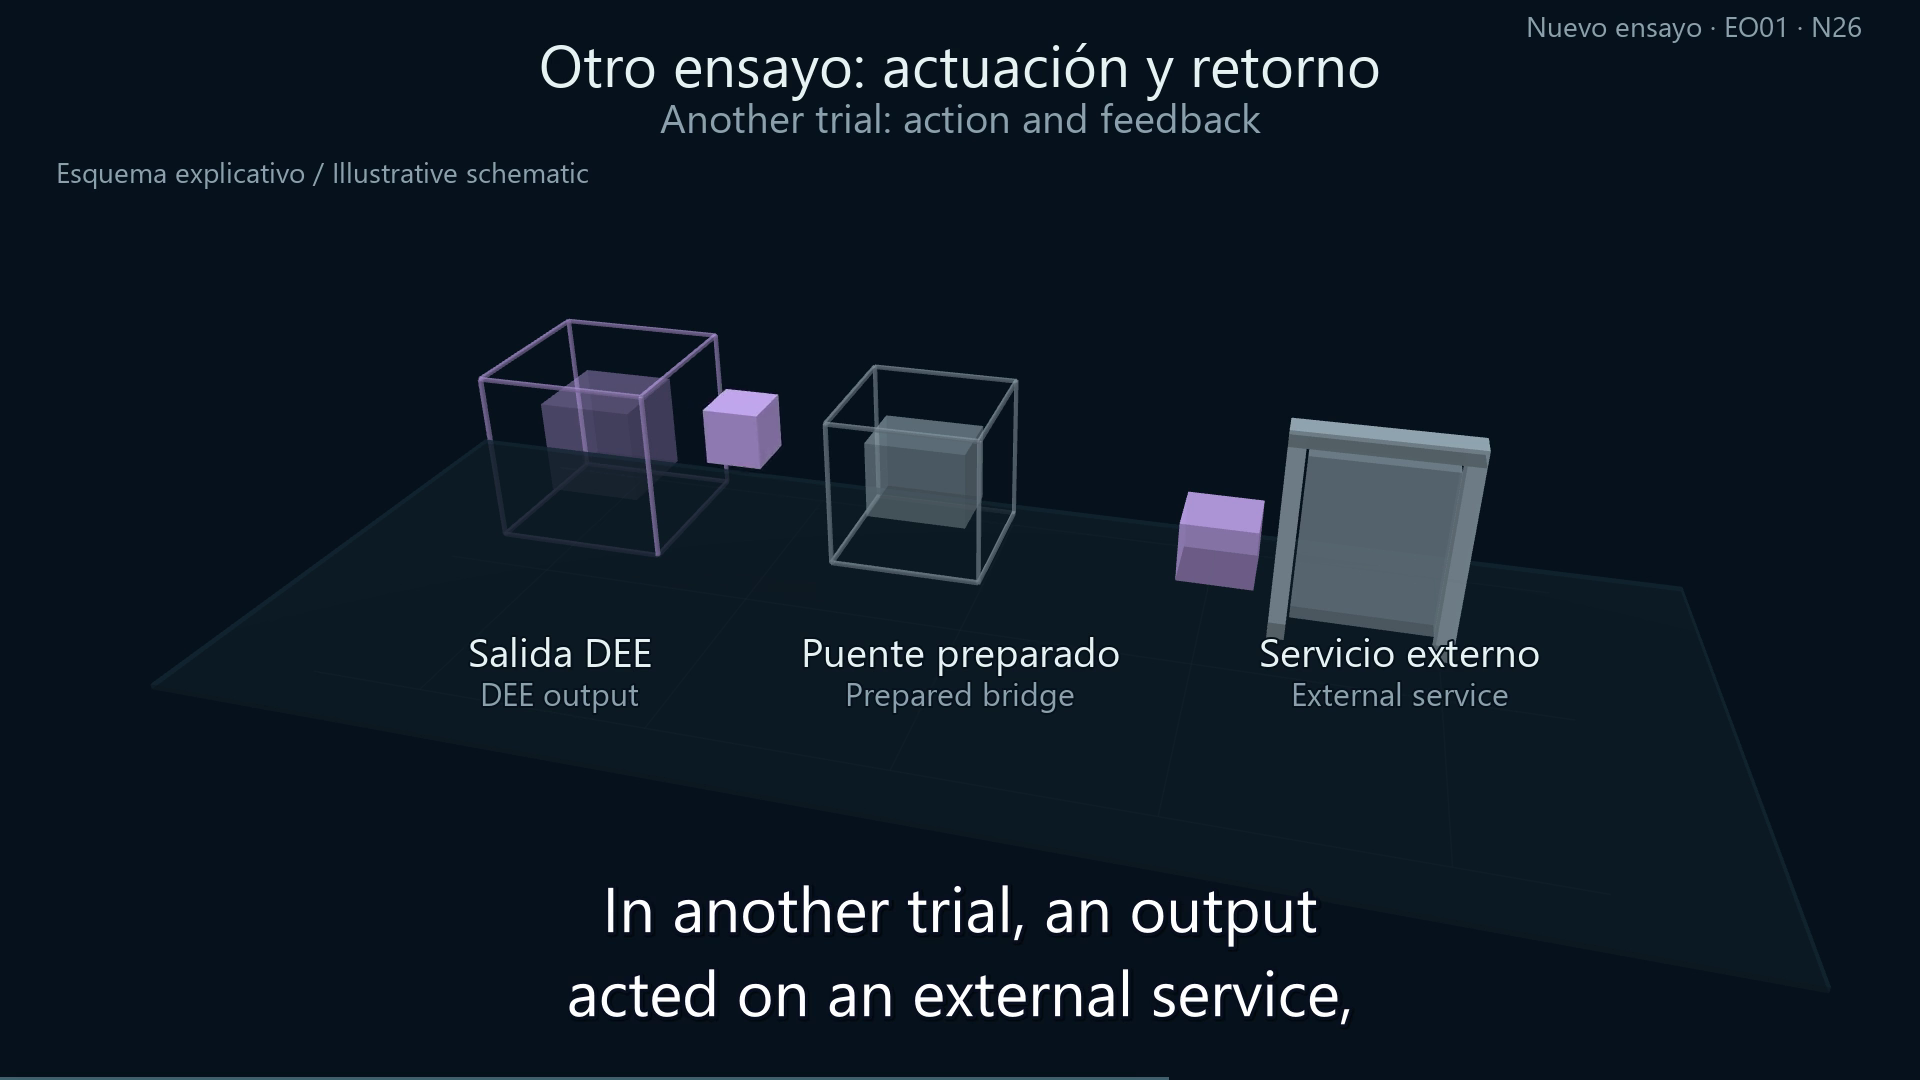 Nuevo ensayo · EO01 · N26
Otro ensayo: actuación y retorno
Another trial: action and feedback
Esquema explicativo / Illustrative schematic
Salida DEE
DEE output
Puente preparado
Prepared bridge
Servicio externo
External service
In another trial, an output
acted on an external service,